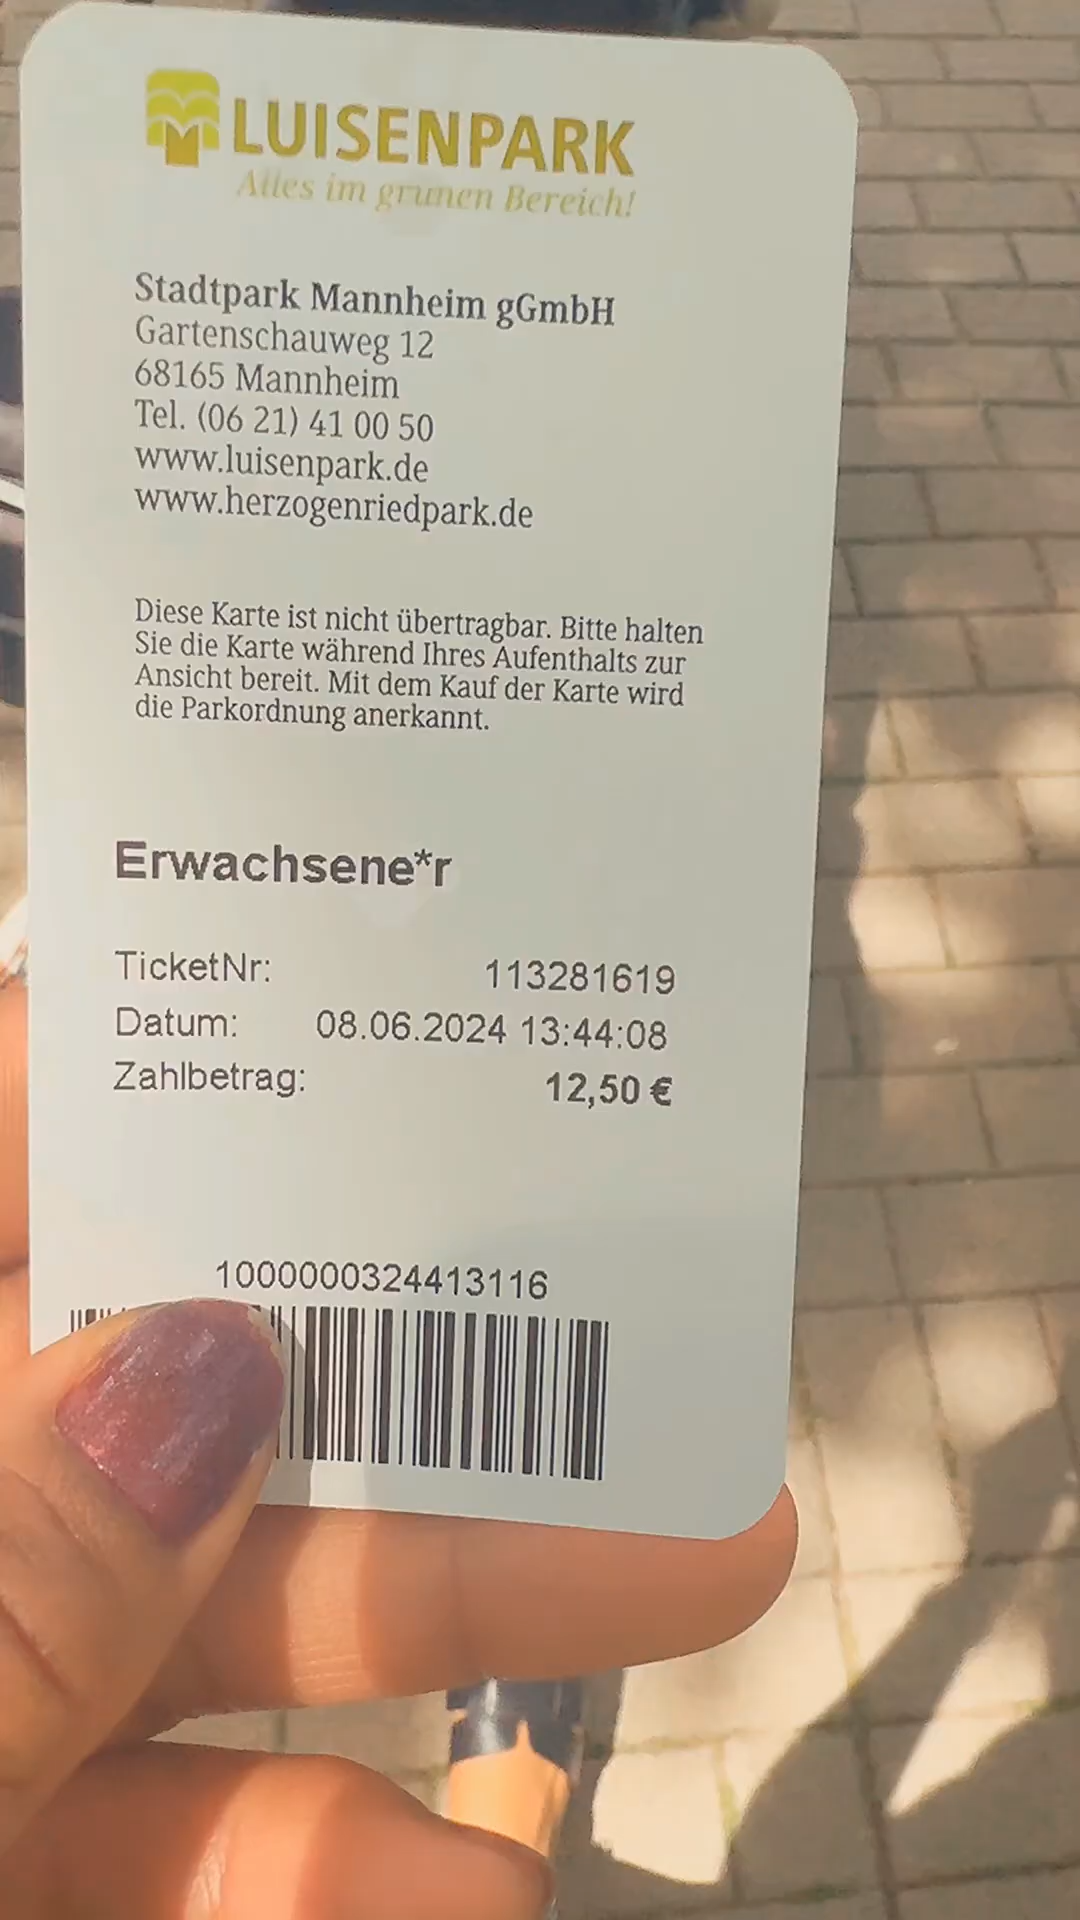 LUISENPARK
Alles im grünen Bereich!
Stadtpark Mannheim gGmbH
Gartenschauweg 12
68165 Mannheim
Tel. (06 21) 41 00 50
www.luisenpark.de
www.herzogenriedpark.de
Diese Karte ist nicht übertragbar. Bitte halten
Sie die Karte während Ihres Aufenthalts zur
Ansicht bereit. Mit dem Kauf der Karte wird
die Parkordnung anerkannt.
Erwachsene*r
TicketNr: 113281619
Datum: 08.06.2024 13:44:08
Zahlbetrag: 12,50 €
1000000324413116